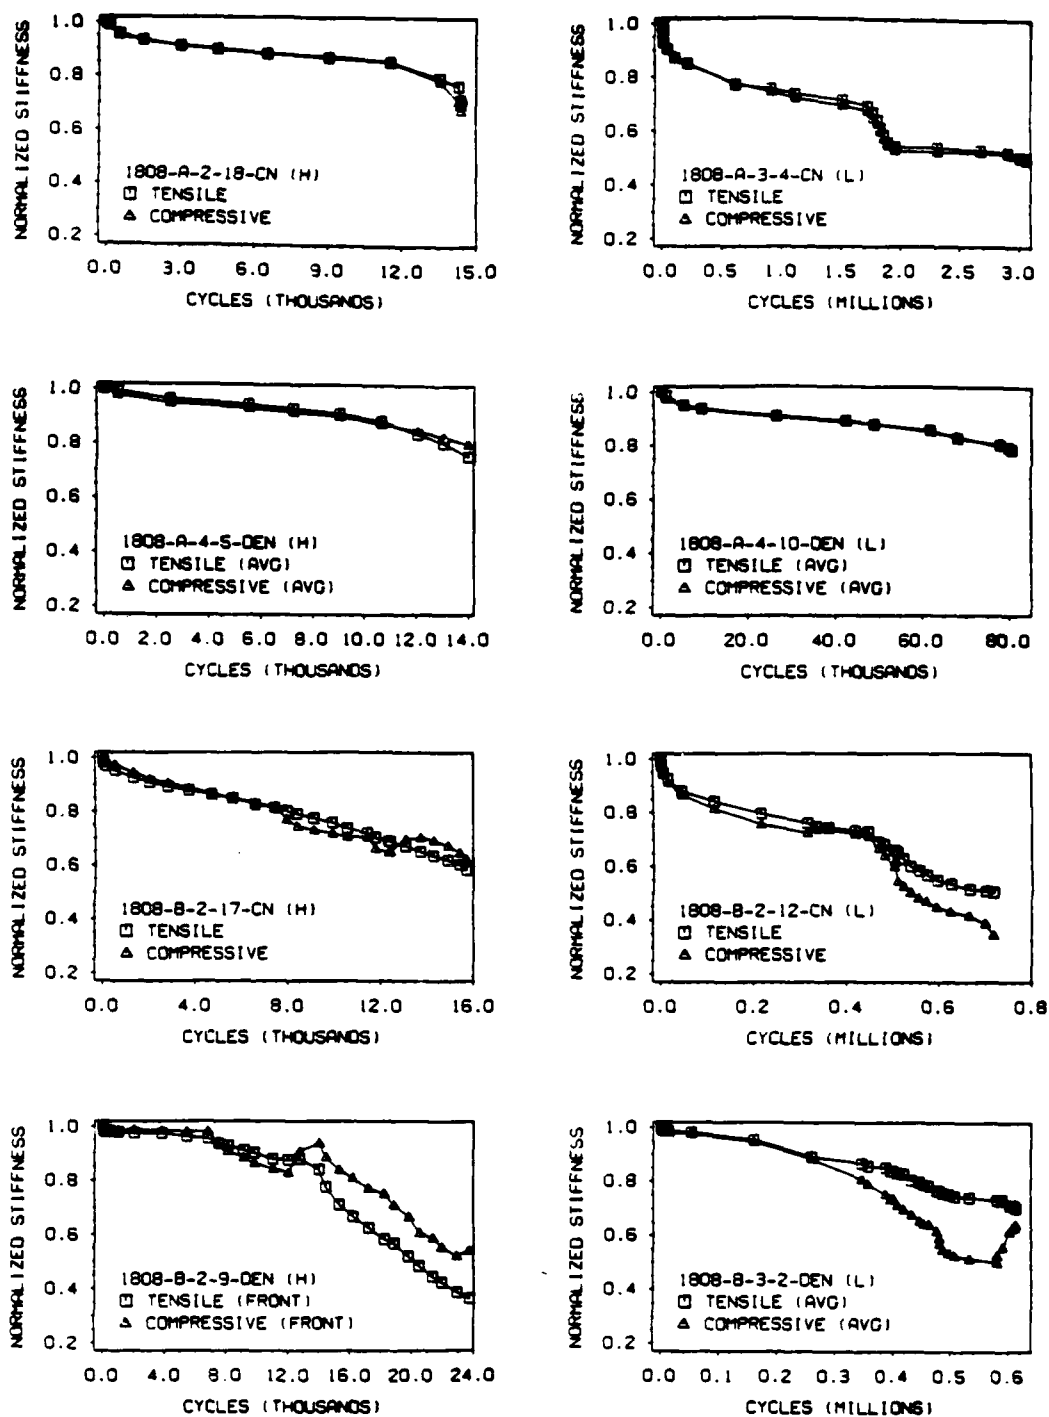 NORMALIZED STIFFNESS
1.0
0.8
0.6
0.4
0.2
1808-A-2-18-CN (H)
TENSILE
COMPRESSIVE
0.0 3.0 6.0 9.0 12.0 15.0
CYCLES (THOUSANDS)
NORMALIZED STIFFNESS
1.0
0.8
0.6
0.4
0.2
1808-A-3-4-CN (L)
TENSILE
COMPRESSIVE
0.0 0.5 1.0 1.5 2.0 2.5 3.0
CYCLES (MILLIONS)
NORMALIZED STIFFNESS
1.0
0.8
0.6
0.4
0.2
1808-A-4-5-DEN (H)
TENSILE (AVG)
COMPRESSIVE (AVG)
0.0 2.0 4.0 6.0 8.0 10.0 12.0 14.0
CYCLES (THOUSANDS)
NORMALIZED STIFFNESS
1.0
0.8
0.6
0.4
0.2
1808-A-4-10-DEN (L)
TENSILE (AVG)
COMPRESSIVE (AVG)
0.0 20.0 40.0 60.0 80.0
CYCLES (THOUSANDS)
NORMALIZED STIFFNESS
1.0
0.8
0.6
0.4
0.2
1808-B-2-17-CN (H)
TENSILE
COMPRESSIVE
0.0 4.0 8.0 12.0 16.0
CYCLES (THOUSANDS)
NORMALIZED STIFFNESS
1.0
0.8
0.6
0.4
0.2
1808-B-2-12-CN (L)
TENSILE
COMPRESSIVE
0.0 0.2 0.4 0.6 0.8
CYCLES (MILLIONS)
NORMALIZED STIFFNESS
1.0
0.8
0.6
0.4
0.2
1808-B-2-9-DEN (H)
TENSILE (FRONT)
COMPRESSIVE (FRONT)
0.0 4.0 8.0 12.0 16.0 20.0 24.0
CYCLES (THOUSANDS)
NORMALIZED STIFFNESS
1.0
0.8
0.6
0.4
0.2
1808-B-3-2-DEN (L)
TENSILE (AVG)
COMPRESSIVE (AVG)
0.0 0.1 0.2 0.3 0.4 0.5 0.6
CYCLES (MILLIONS)